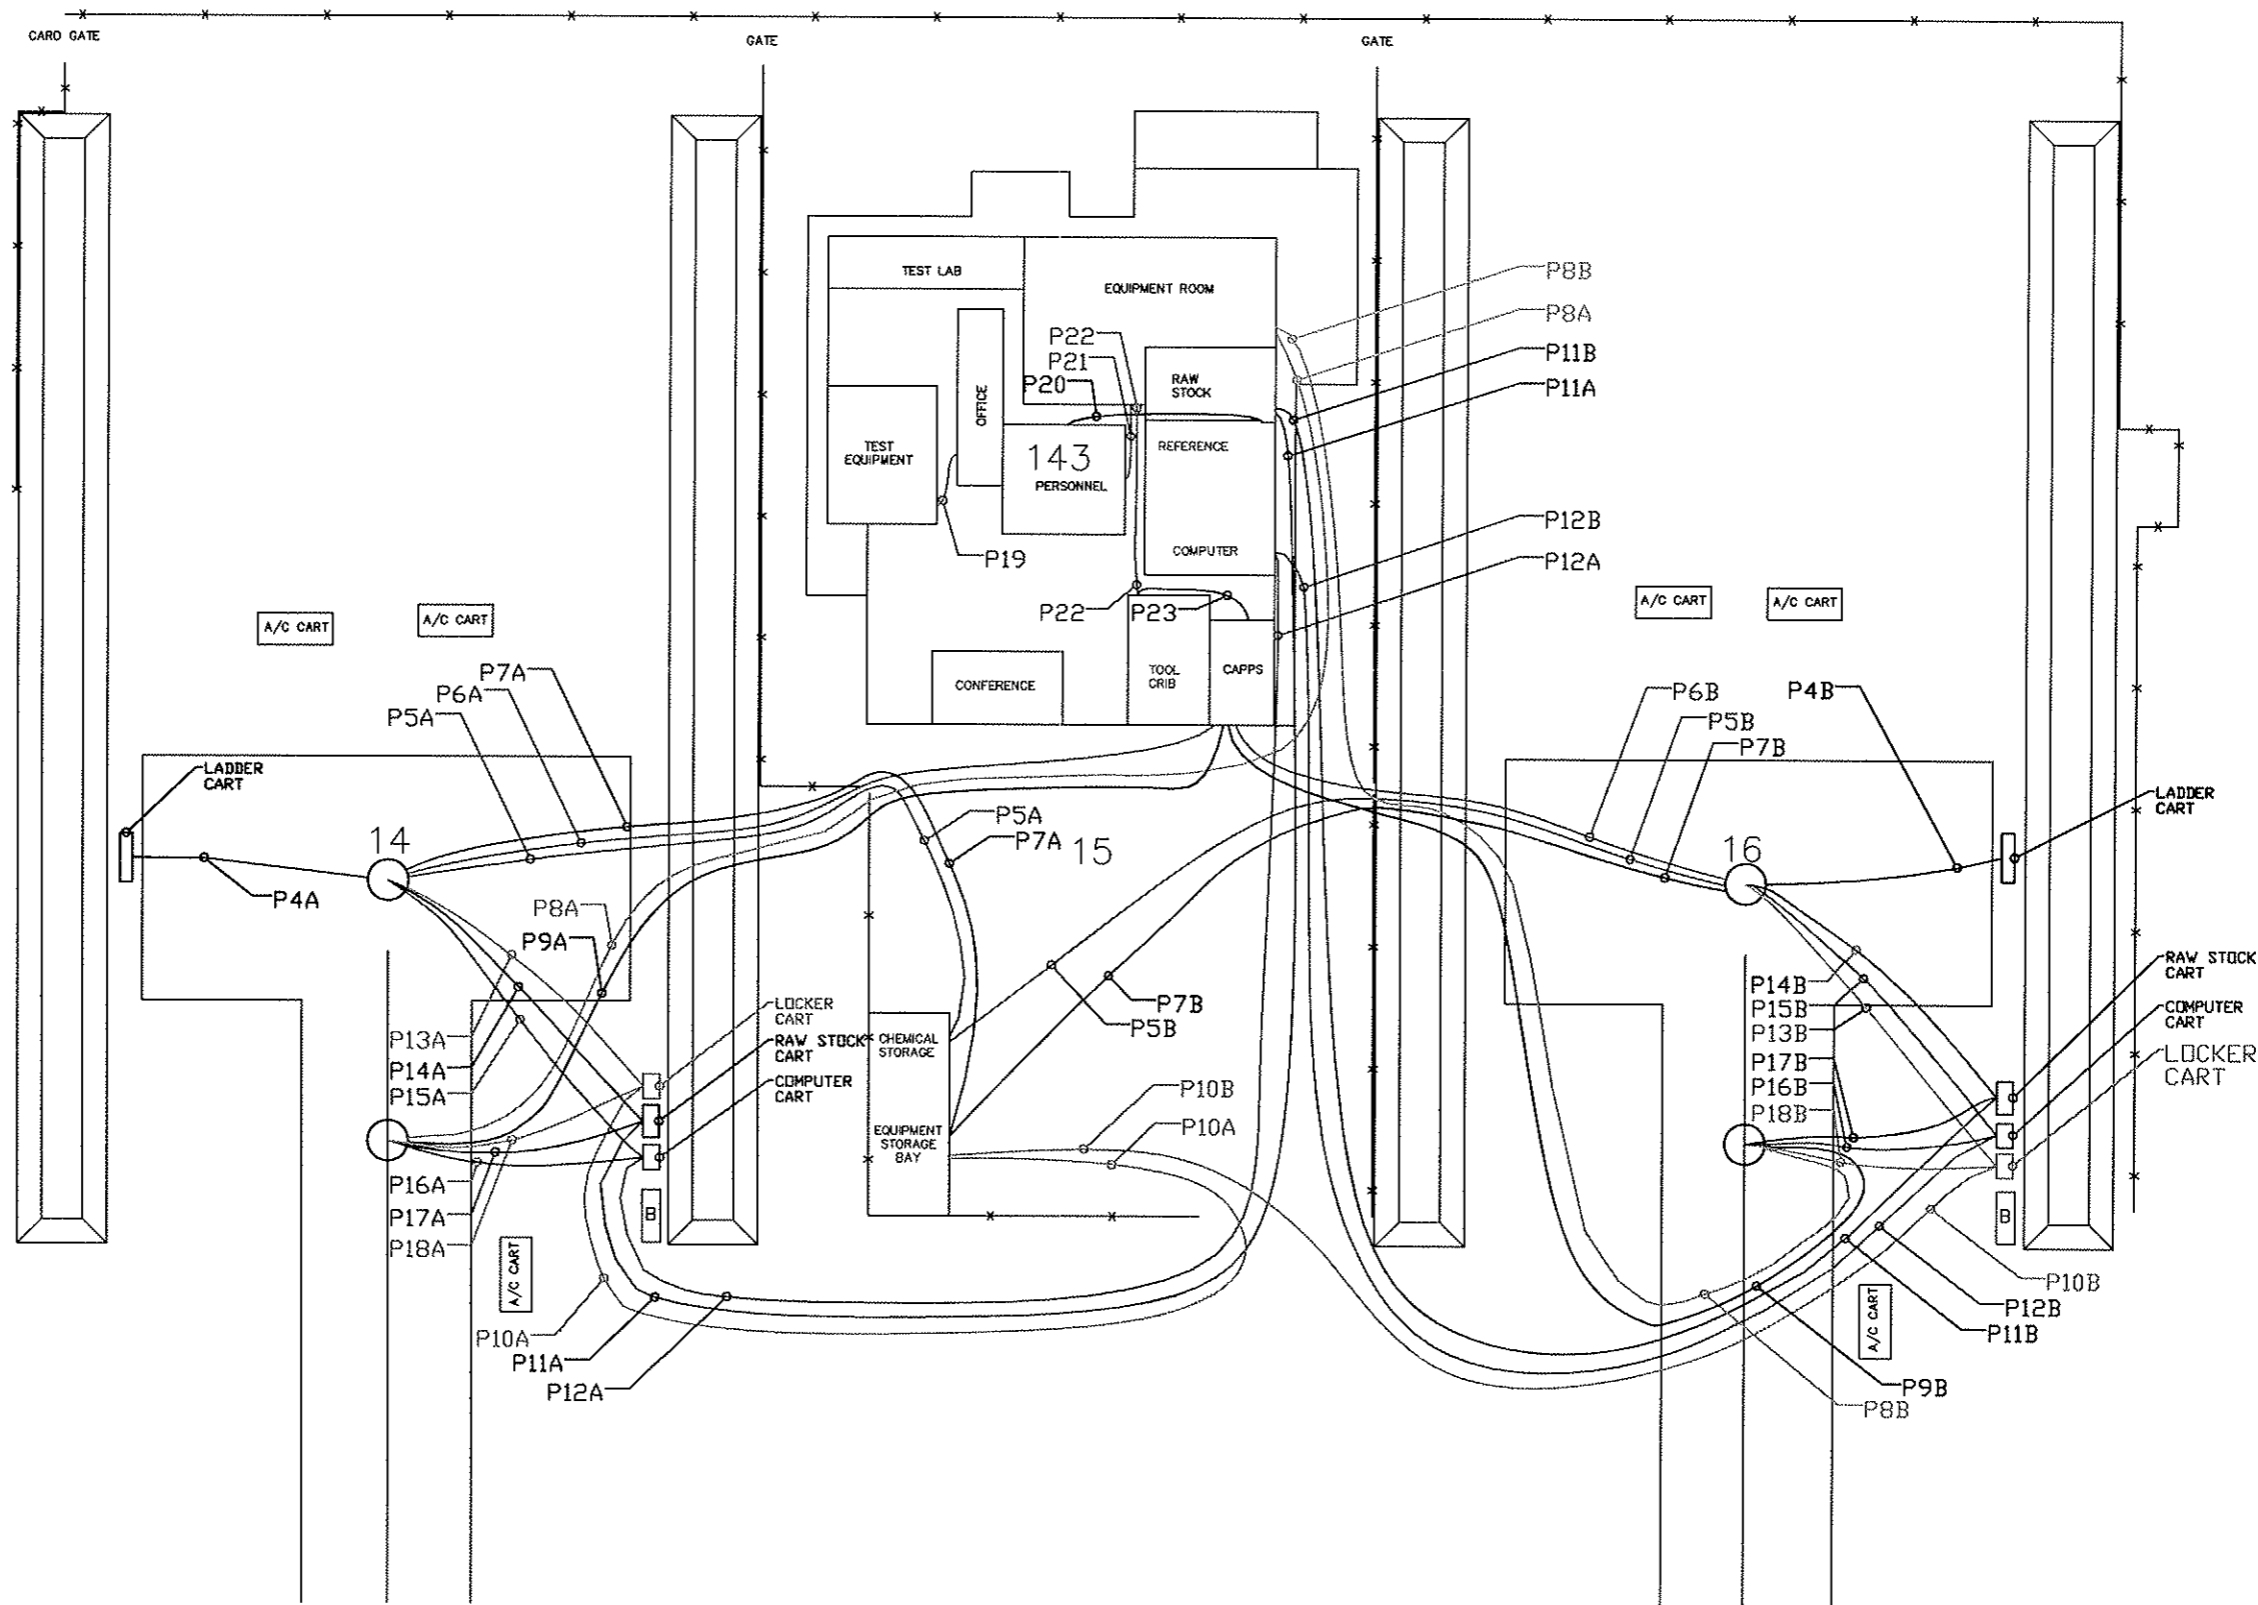 CARO GATE
GATE
GATE
TEST LAB
EQUIPMENT ROOM
P8B
P8A
P22
P21
P20
P11B
P11A
RAW
STOCK
OFFICE
TEST
EQUIPMENT
143
PERSONNEL
REFERENCE
COMPUTER
P19
P12B
P12A
P22
P23
A/C CART
A/C CART
A/C CART
A/C CART
CONFERENCE
TOOL
CRIB
CAPPS
P7A
P6A
P5A
P6B
P5B
P7B
P4B
LADDER
CART
LADDER
CART
14
P5A
P7A
15
16
P4A
P8A
P9A
P13A
P14A
P15A
LOCKER
CART
RAW STOCK
CART
COMPUTER
CART
CHEMICAL
STORAGE
P7B
P5B
P14B
P15B
P13B
P17B
P16B
P18B
RAW STOCK
CART
COMPUTER
CART
LOCKER
CART
P10B
P10A
EQUIPMENT
STORAGE
BAY
P16A
P17A
P18A
B
B
A/C CART
A/C CART
P10A
P11A
P12A
P10B
P12B
P11B
P9B
P8B